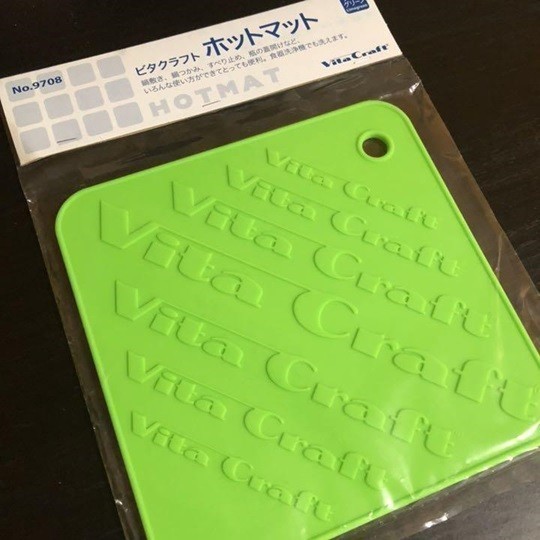 No.9708
ビタクラフト ホットマット
鍋敷き、鍋つかみ、すべり止め、瓶の蓋開けなど、
いろんな使い方ができてとっても便利。食器洗浄機でも洗えます。
HOTMAT
グリーン
VitaCraft
Vita Craft
Vita Craft
Vita Craft
Vita Craft
Vita Craft
Vita Craft
Vita Craft